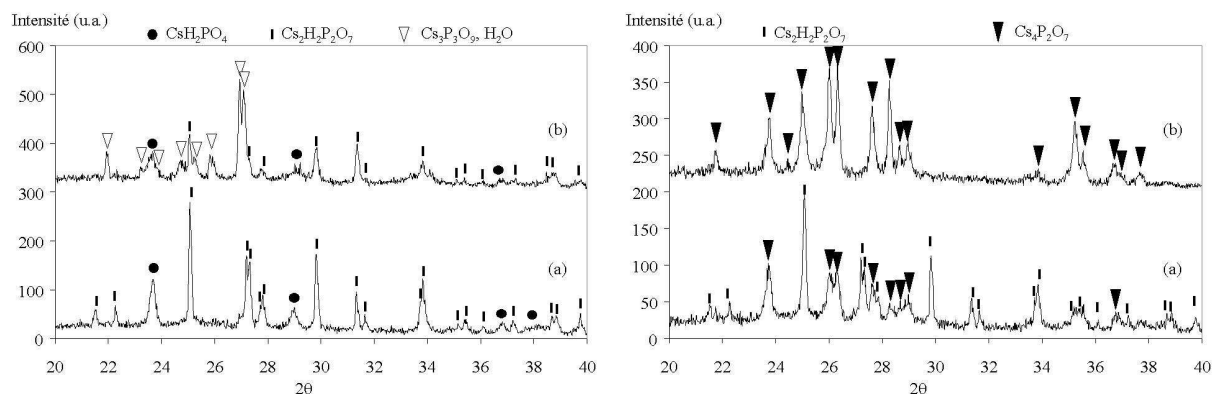 Intensité (u.a.)
CsH₂PO₄ Cs₂H₂P₂O₇ Cs₃P₃O₉, H₂O
600
500
400
300
200
100
0
(b)
(a)
20 22 24 26 28 30 32 34 36 38 40
2θ
Intensité (u.a.)
Cs₂H₂P₂O₇ Cs₄P₂O₇
400
350
300
250
200
150
100
50
0
(b)
(a)
20 22 24 26 28 30 32 34 36 38 40
2θ